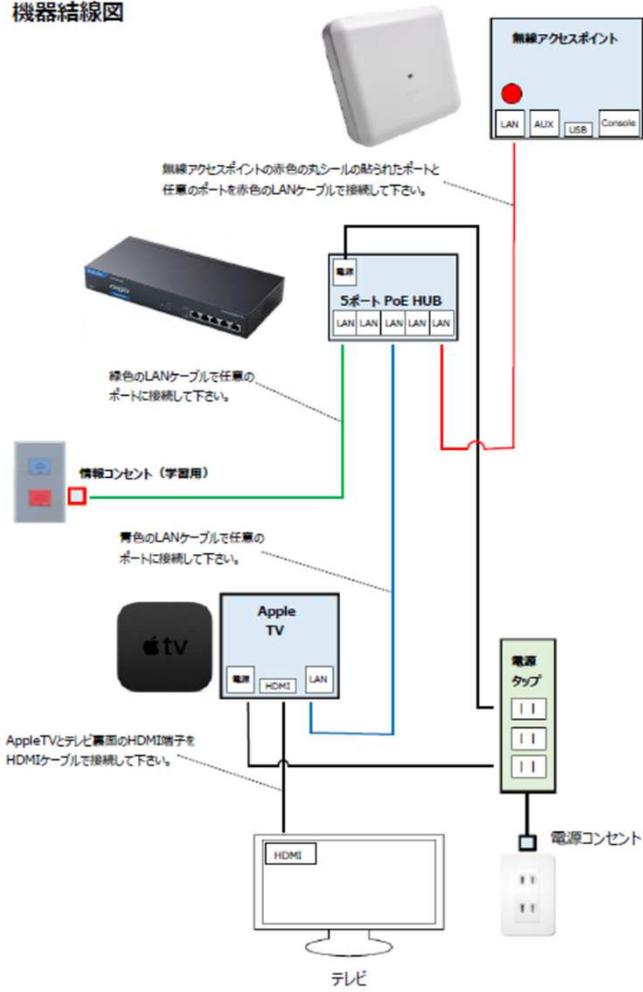 機器結線図
無線アクセスポイント
LAN AUX USB Console
無線アクセスポイントの赤色の丸シールの貼られたポートと
任意のポートを赤色のLANケーブルで接続して下さい。
電源
5ポート PoE HUB
LAN LAN LAN LAN LAN
緑色のLANケーブルで任意の
ポートに接続して下さい。
情報コンセント（学習用）
青色のLANケーブルで任意の
ポートに接続して下さい。
tv
Apple
TV
電源 HDMI LAN
電源
タップ
AppleTVとテレビ裏面のHDMI端子を
HDMIケーブルで接続して下さい。
電源コンセント
HDMI
テレビ